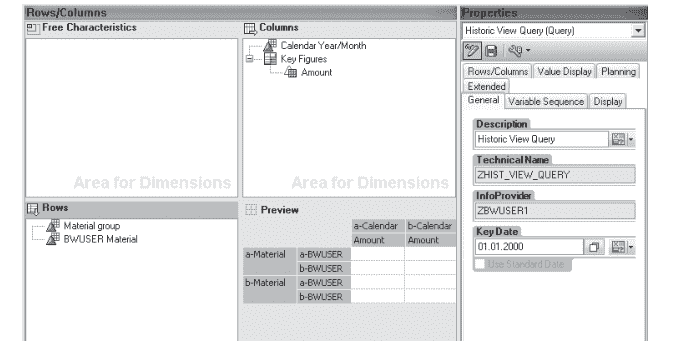 Rows/Columns
Free Characteristics
Area for Dimensions
Columns
Calendar Year/Month
Key Figures
Amount
Area for Dimensions
Rows
Material group
BWUSER Material
Preview
a-Calendar b-Calendar
Amount Amount
a-Material a-BWUSER
b-BWUSER
b-Material a-BWUSER
b-BWUSER
Properties
Historic View Query (Query)
Rows/Columns Value Display Planning
Extended
General Variable Sequence Display
Description
Historic View Query
Technical Name
ZHIST_VIEW_QUERY
InfoProvider
ZBWUSER1
Key Date
01.01.2000
Use Standard Date